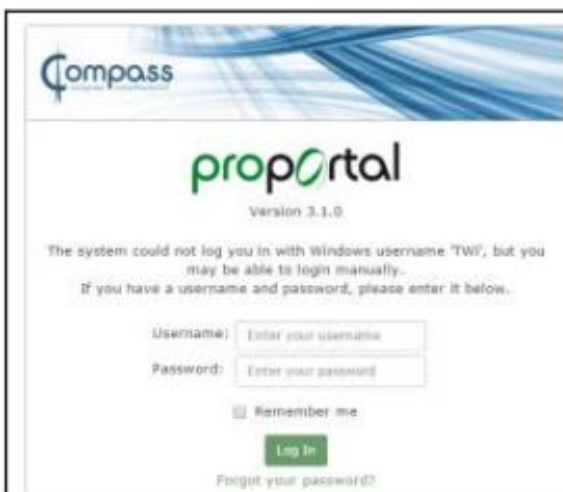 Compass
proportal
Version 3.1.0
The system could not log you in with Windows username 'TWi', but you
may be able to login manually.
If you have a username and password, please enter it below.
Username: Enter your username
Password: Enter your password
Remember me
Log In
Forgot your password?